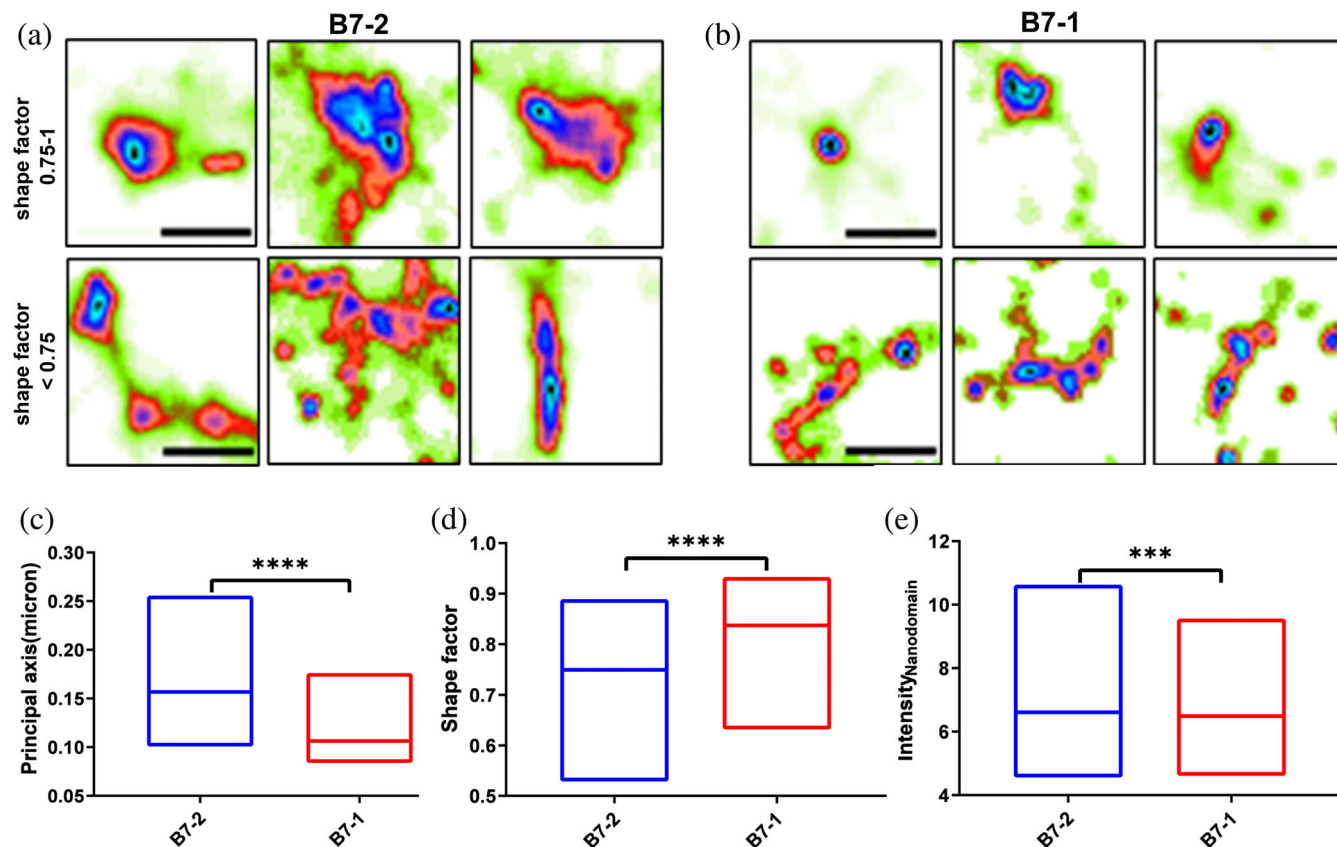 (a)
B7-2
(b)
B7-1
shape factor
0.75-1
shape factor
< 0.75
(c)
(d)
(e)
Principal axis(micron)
0.30
0.25
0.20
0.15
0.10
0.05
****
B7-2
B7-1
Shape factor
1.0
0.9
0.8
0.7
0.6
0.5
****
B7-2
B7-1
IntensityNanodomain
12
10
8
6
4
***
B7-2
B7-1